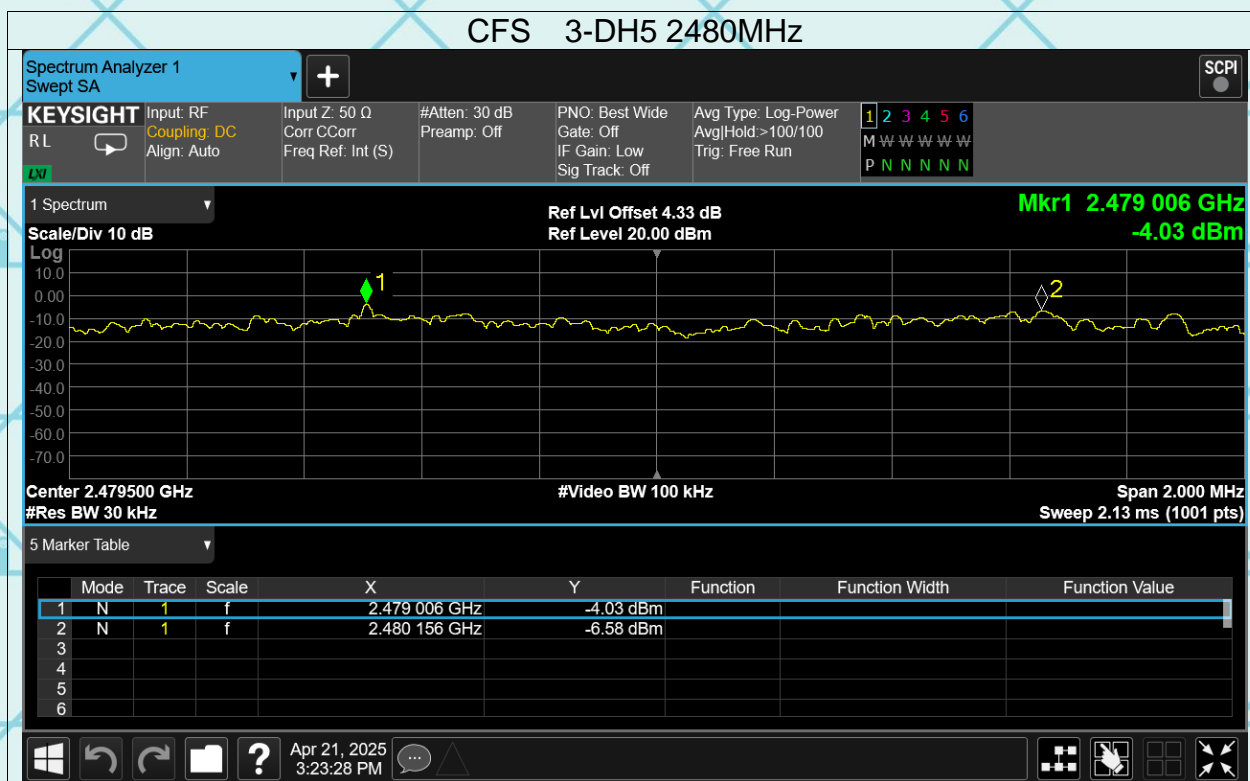 CFS 3-DH5 2480MHz
Spectrum Analyzer 1
Swept SA
+
SCPI
KEYSIGHT
RL
LXI
Input: RF
Coupling: DC
Align: Auto
Input Z: 50 Ω
Corr CCorr
Freq Ref: Int (S)
#Atten: 30 dB
Preamp: Off
PNO: Best Wide
Gate: Off
IF Gain: Low
Sig Track: Off
Avg Type: Log-Power
Avg|Hold:>100/100
Trig: Free Run
1 2 3 4 5 6
M W W W W W
P N N N N N
1 Spectrum
Scale/Div 10 dB
Ref Lvl Offset 4.33 dB
Ref Level 20.00 dBm
Mkr1 2.479 006 GHz
-4.03 dBm
Log
10.0
0.00
-10.0
-20.0
-30.0
-40.0
-50.0
-60.0
-70.0
1
2
Center 2.479500 GHz
#Video BW 100 kHz
Span 2.000 MHz
#Res BW 30 kHz
Sweep 2.13 ms (1001 pts)
5 Marker Table
Mode Trace Scale X Y Function Function Width Function Value
1 N 1 f 2.479 006 GHz -4.03 dBm
2 N 1 f 2.480 156 GHz -6.58 dBm
3
4
5
6
?
Apr 21, 2025
3:23:28 PM